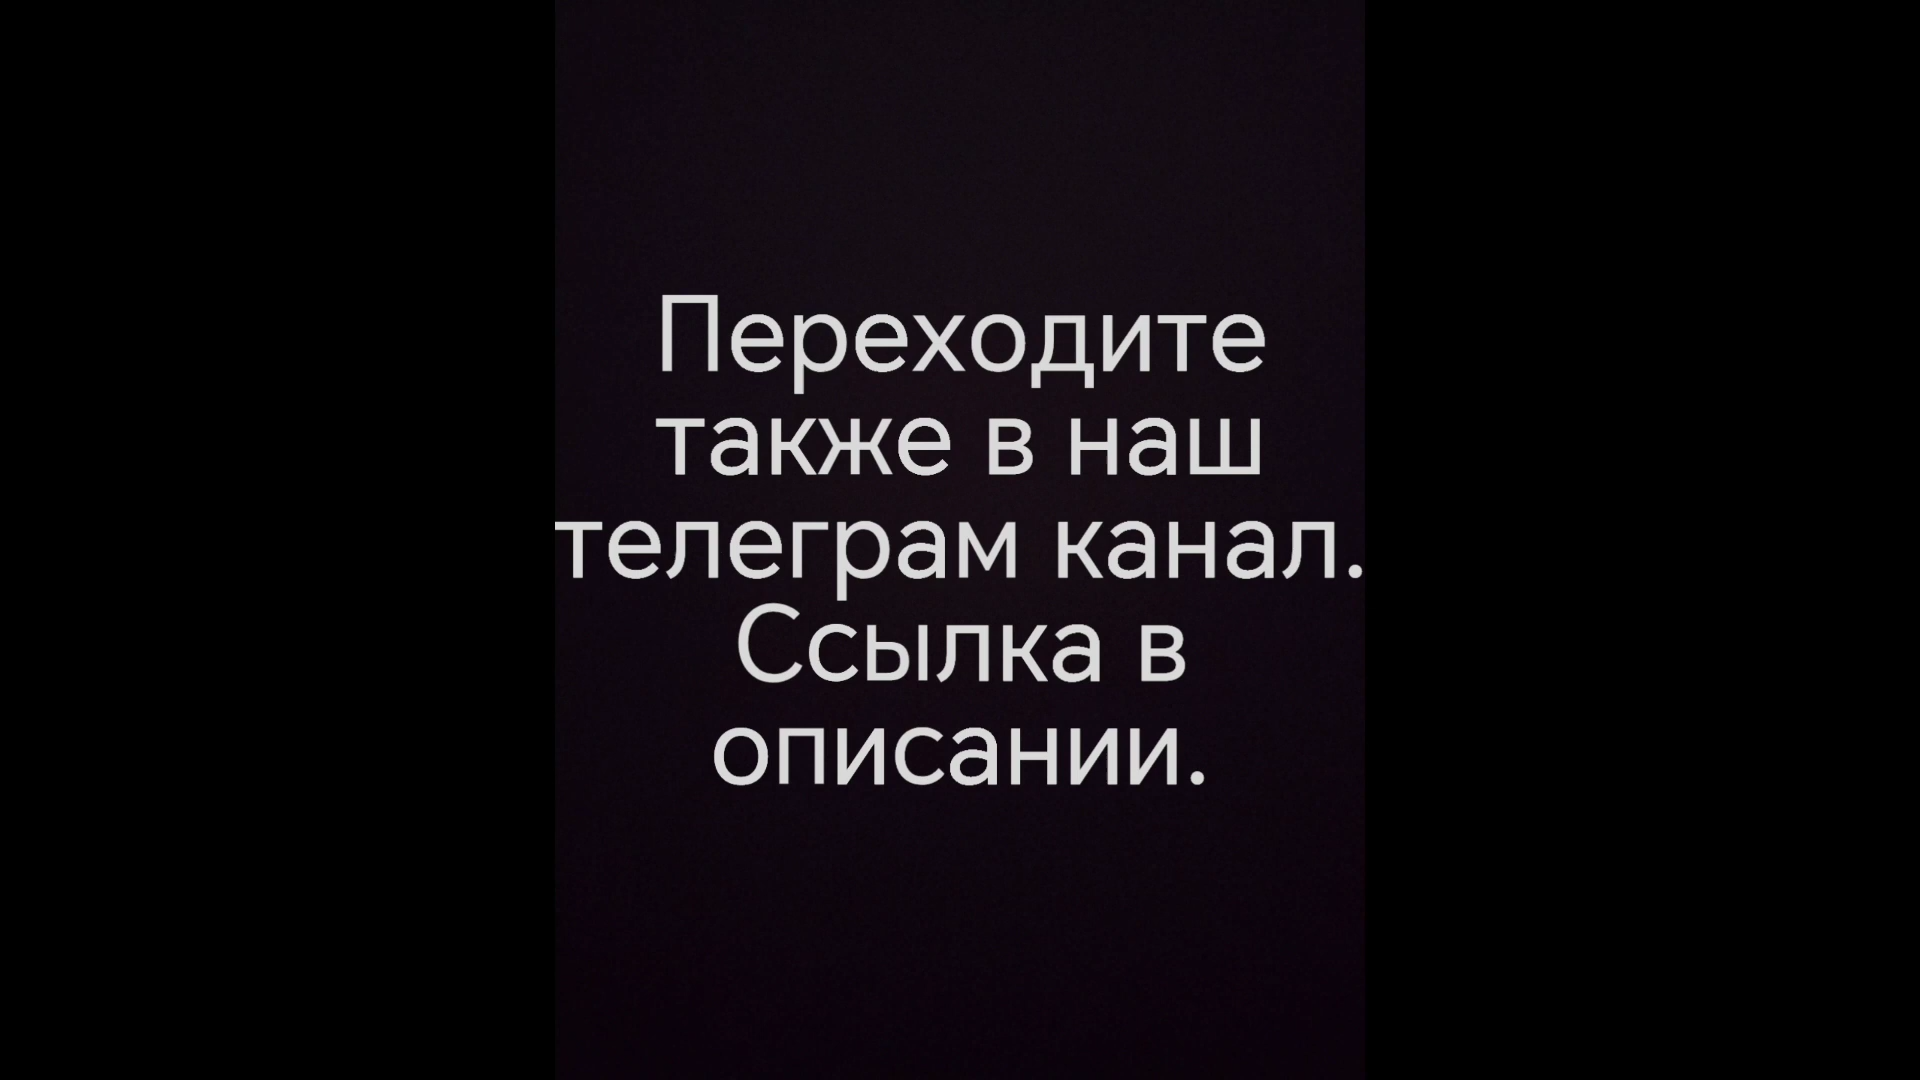 Переходите
также в наш
телеграм канал.
Ссылка в
описании.